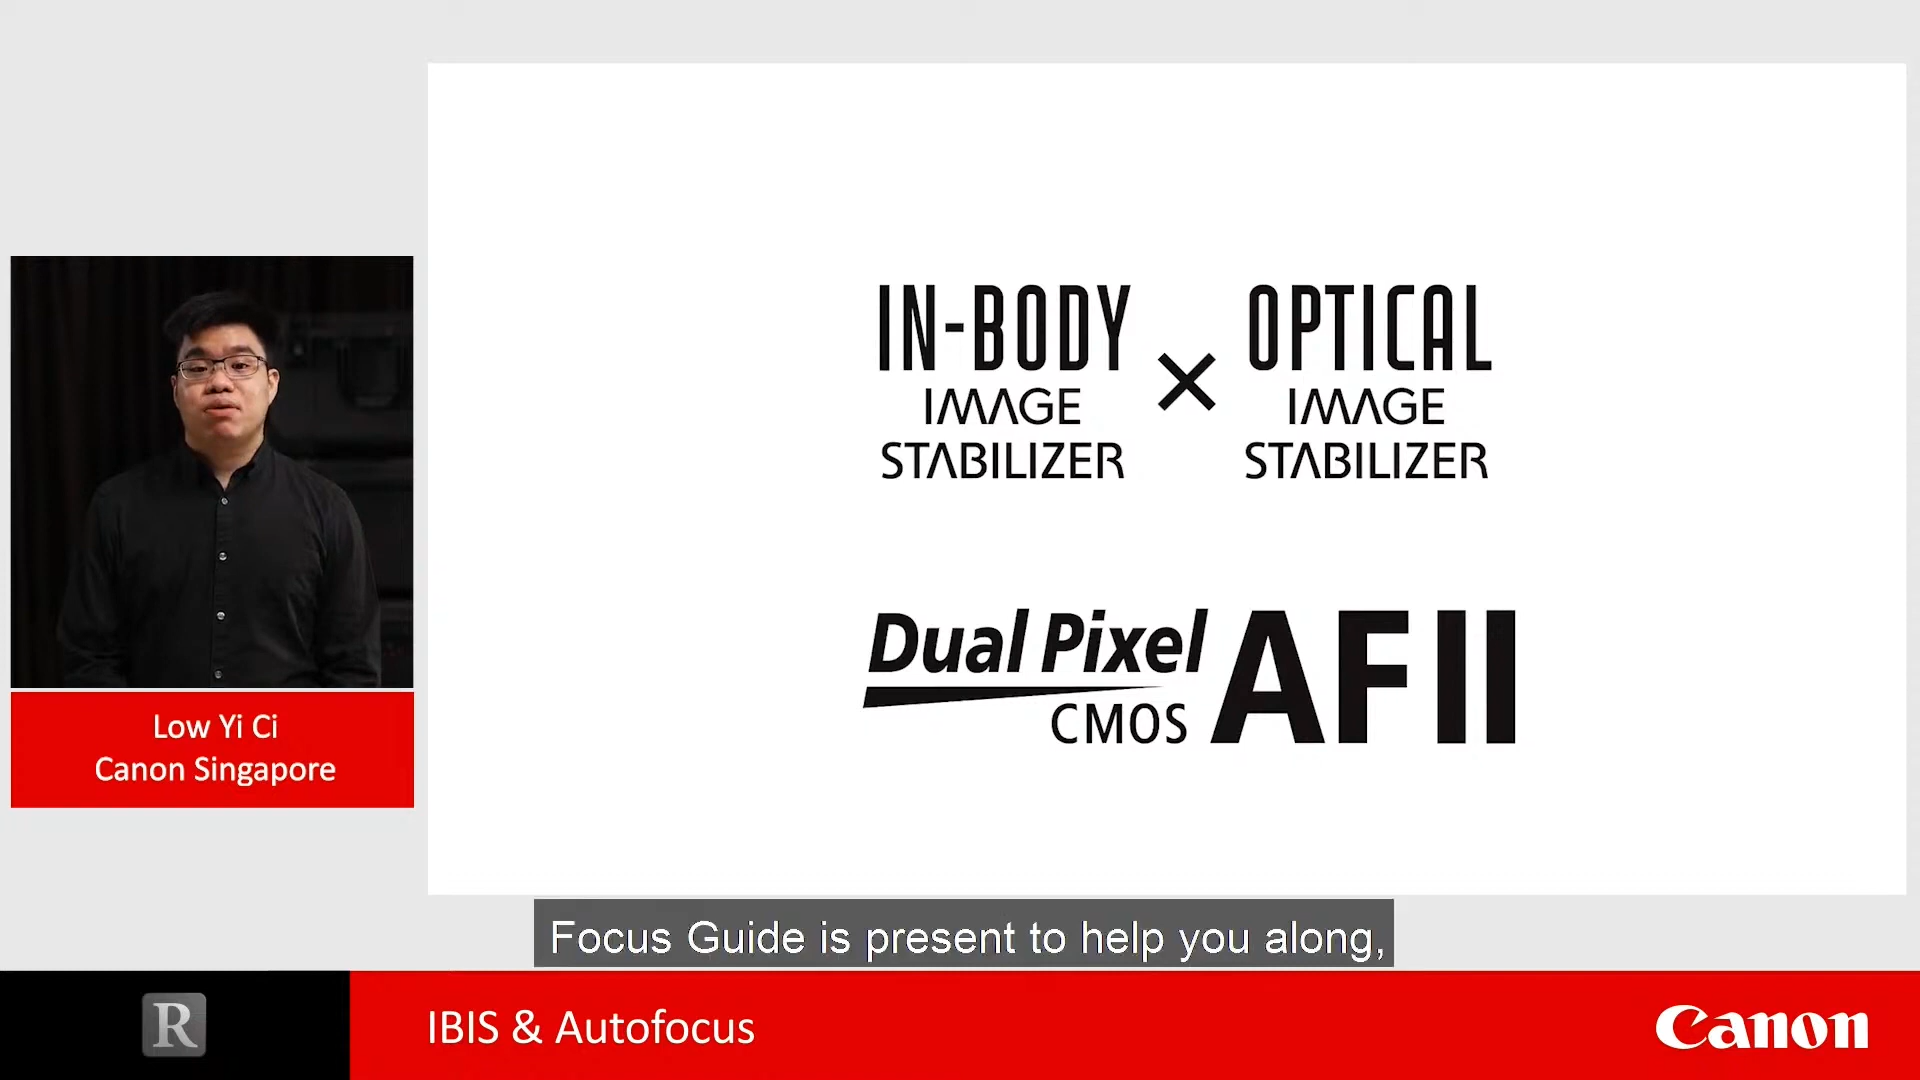 IN-BODY
IMAGE
STABILIZER
×
OPTICAL
IMAGE
STABILIZER
Dual Pixel
CMOS
AF II
Low Yi Ci
Canon Singapore
Focus Guide is present to help you along,
R
IBIS & Autofocus
Canon